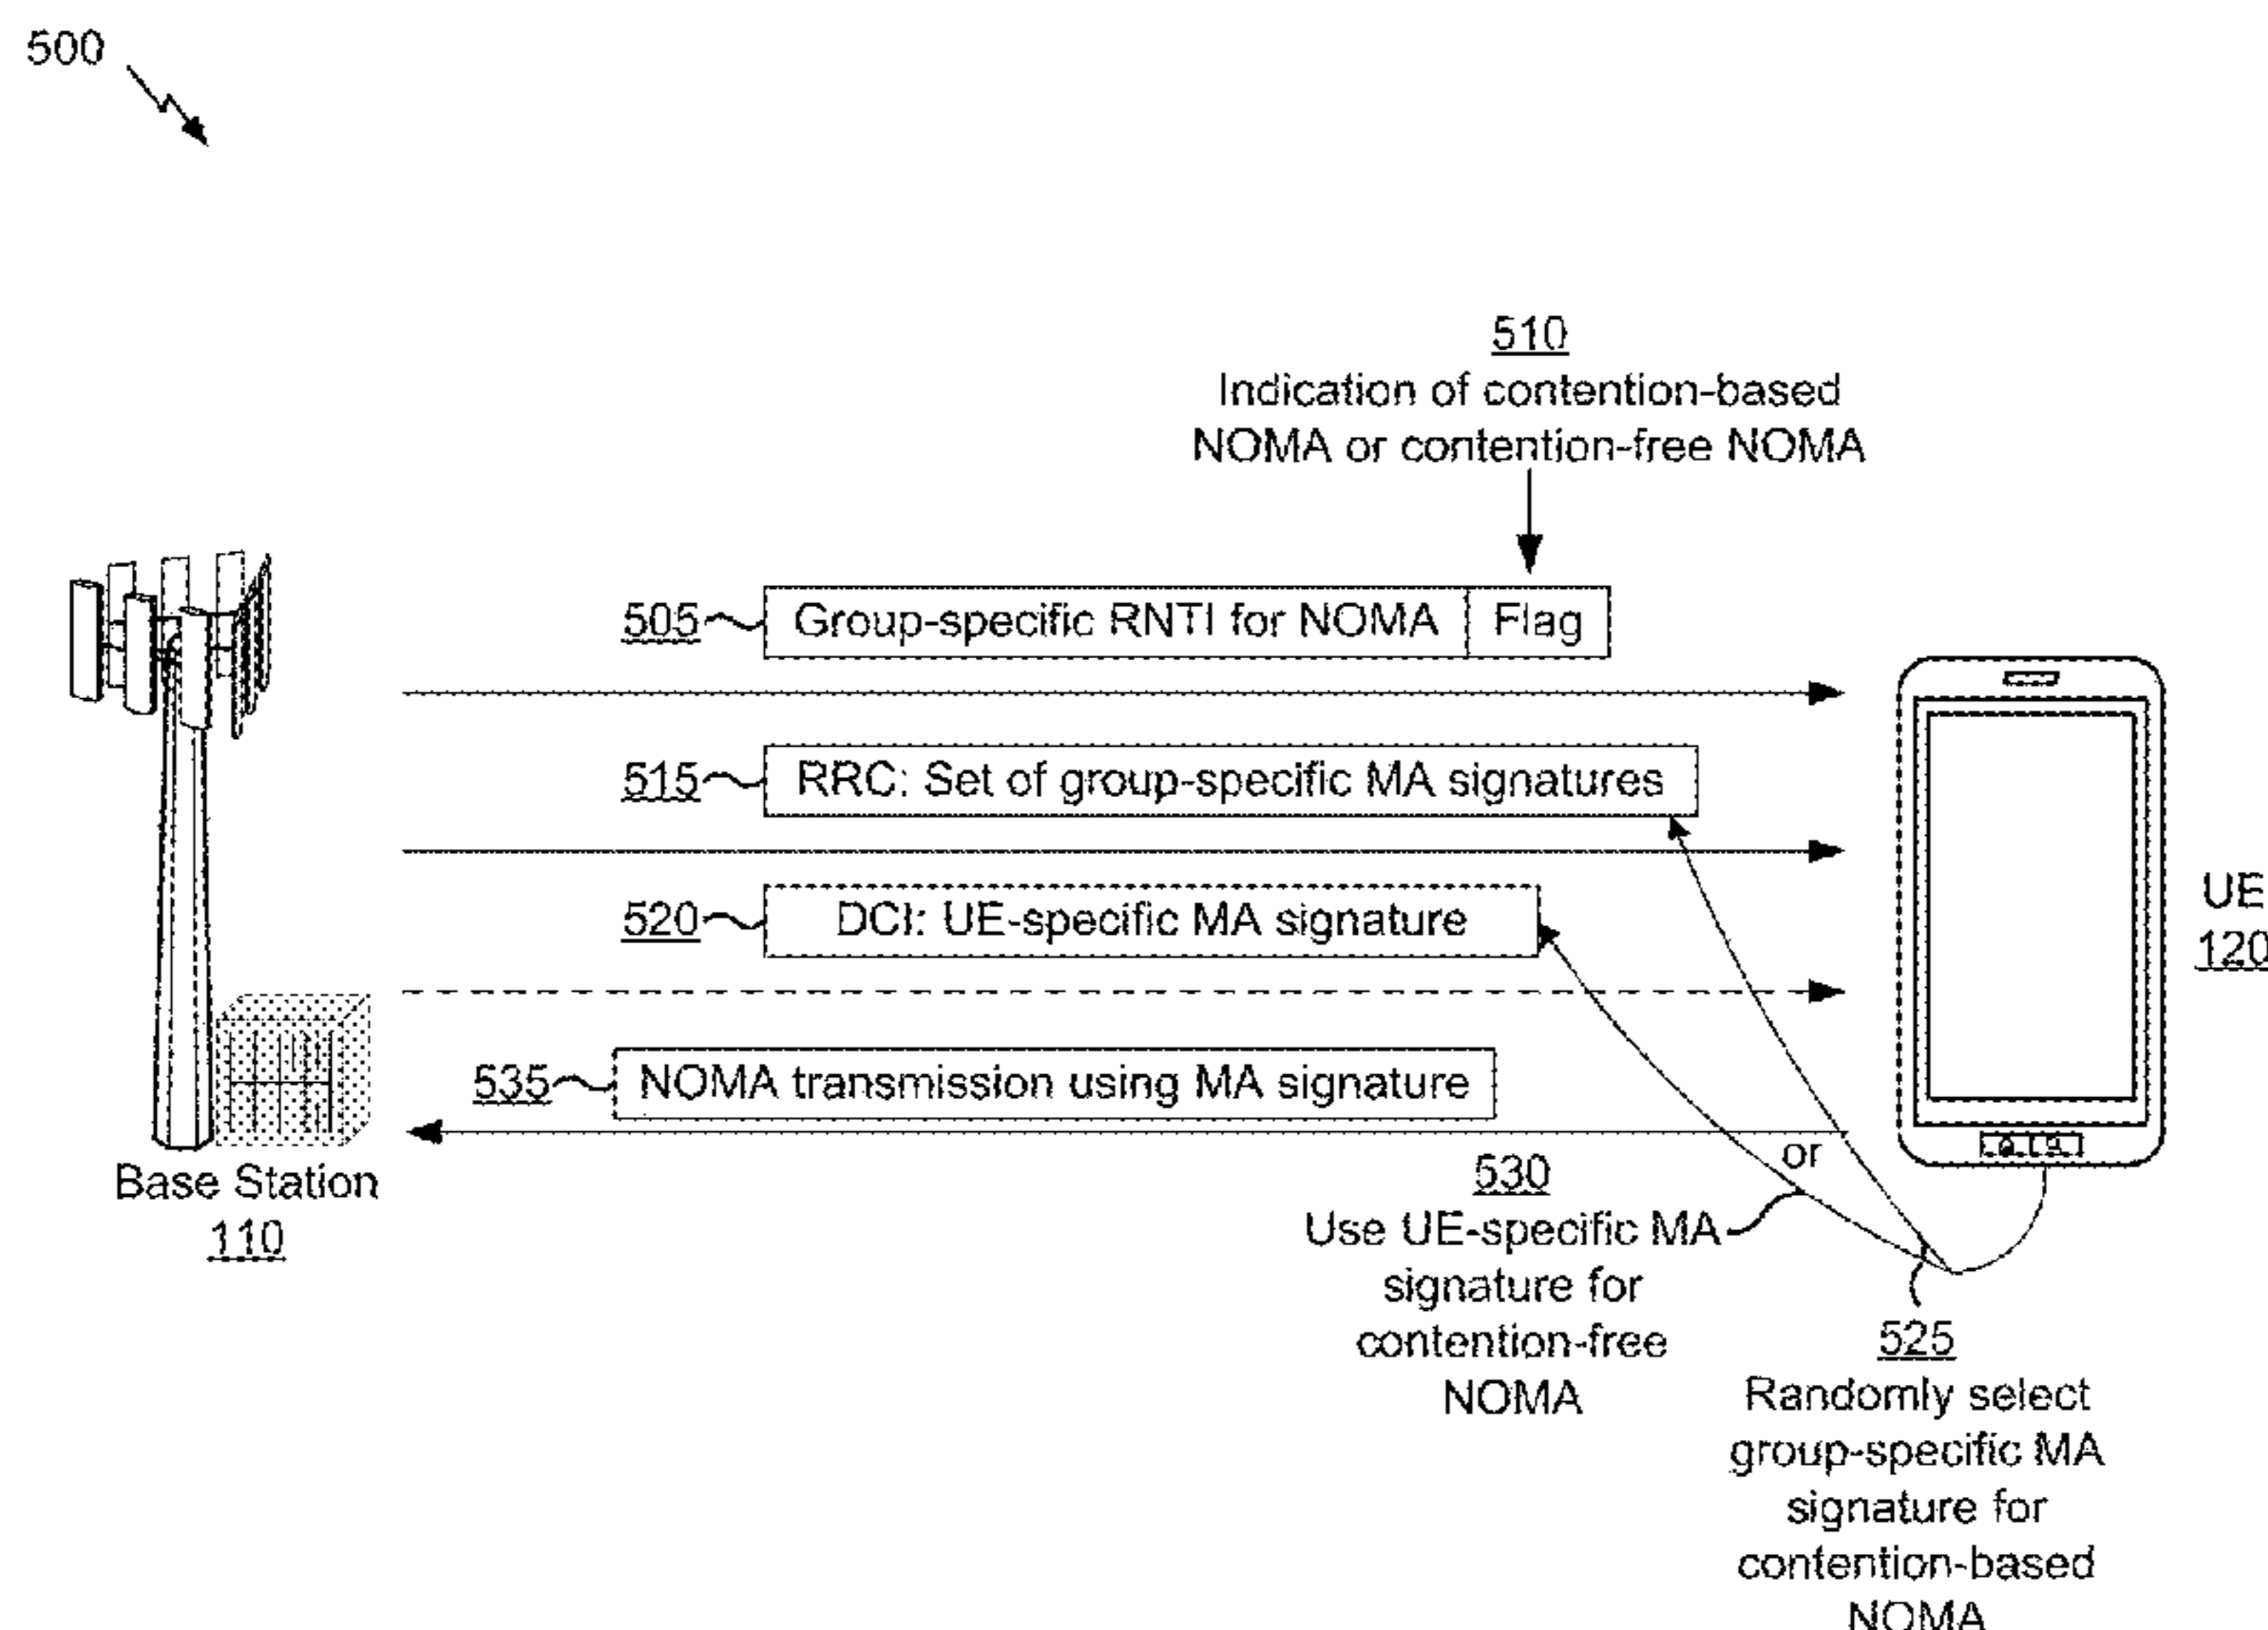 500
510
Indication of contention-based
NOMA or contention-free NOMA
505
Group-specific RNTI for NOMA
Flag
515
RRC: Set of group-specific MA signatures
520
DCI: UE-specific MA signature
UE
120
535
NOMA transmission using MA signature
Base Station
110
or
530
Use UE-specific MA
signature for
contention-free
NOMA
525
Randomly select
group-specific MA
signature for
contention-based
NOMA